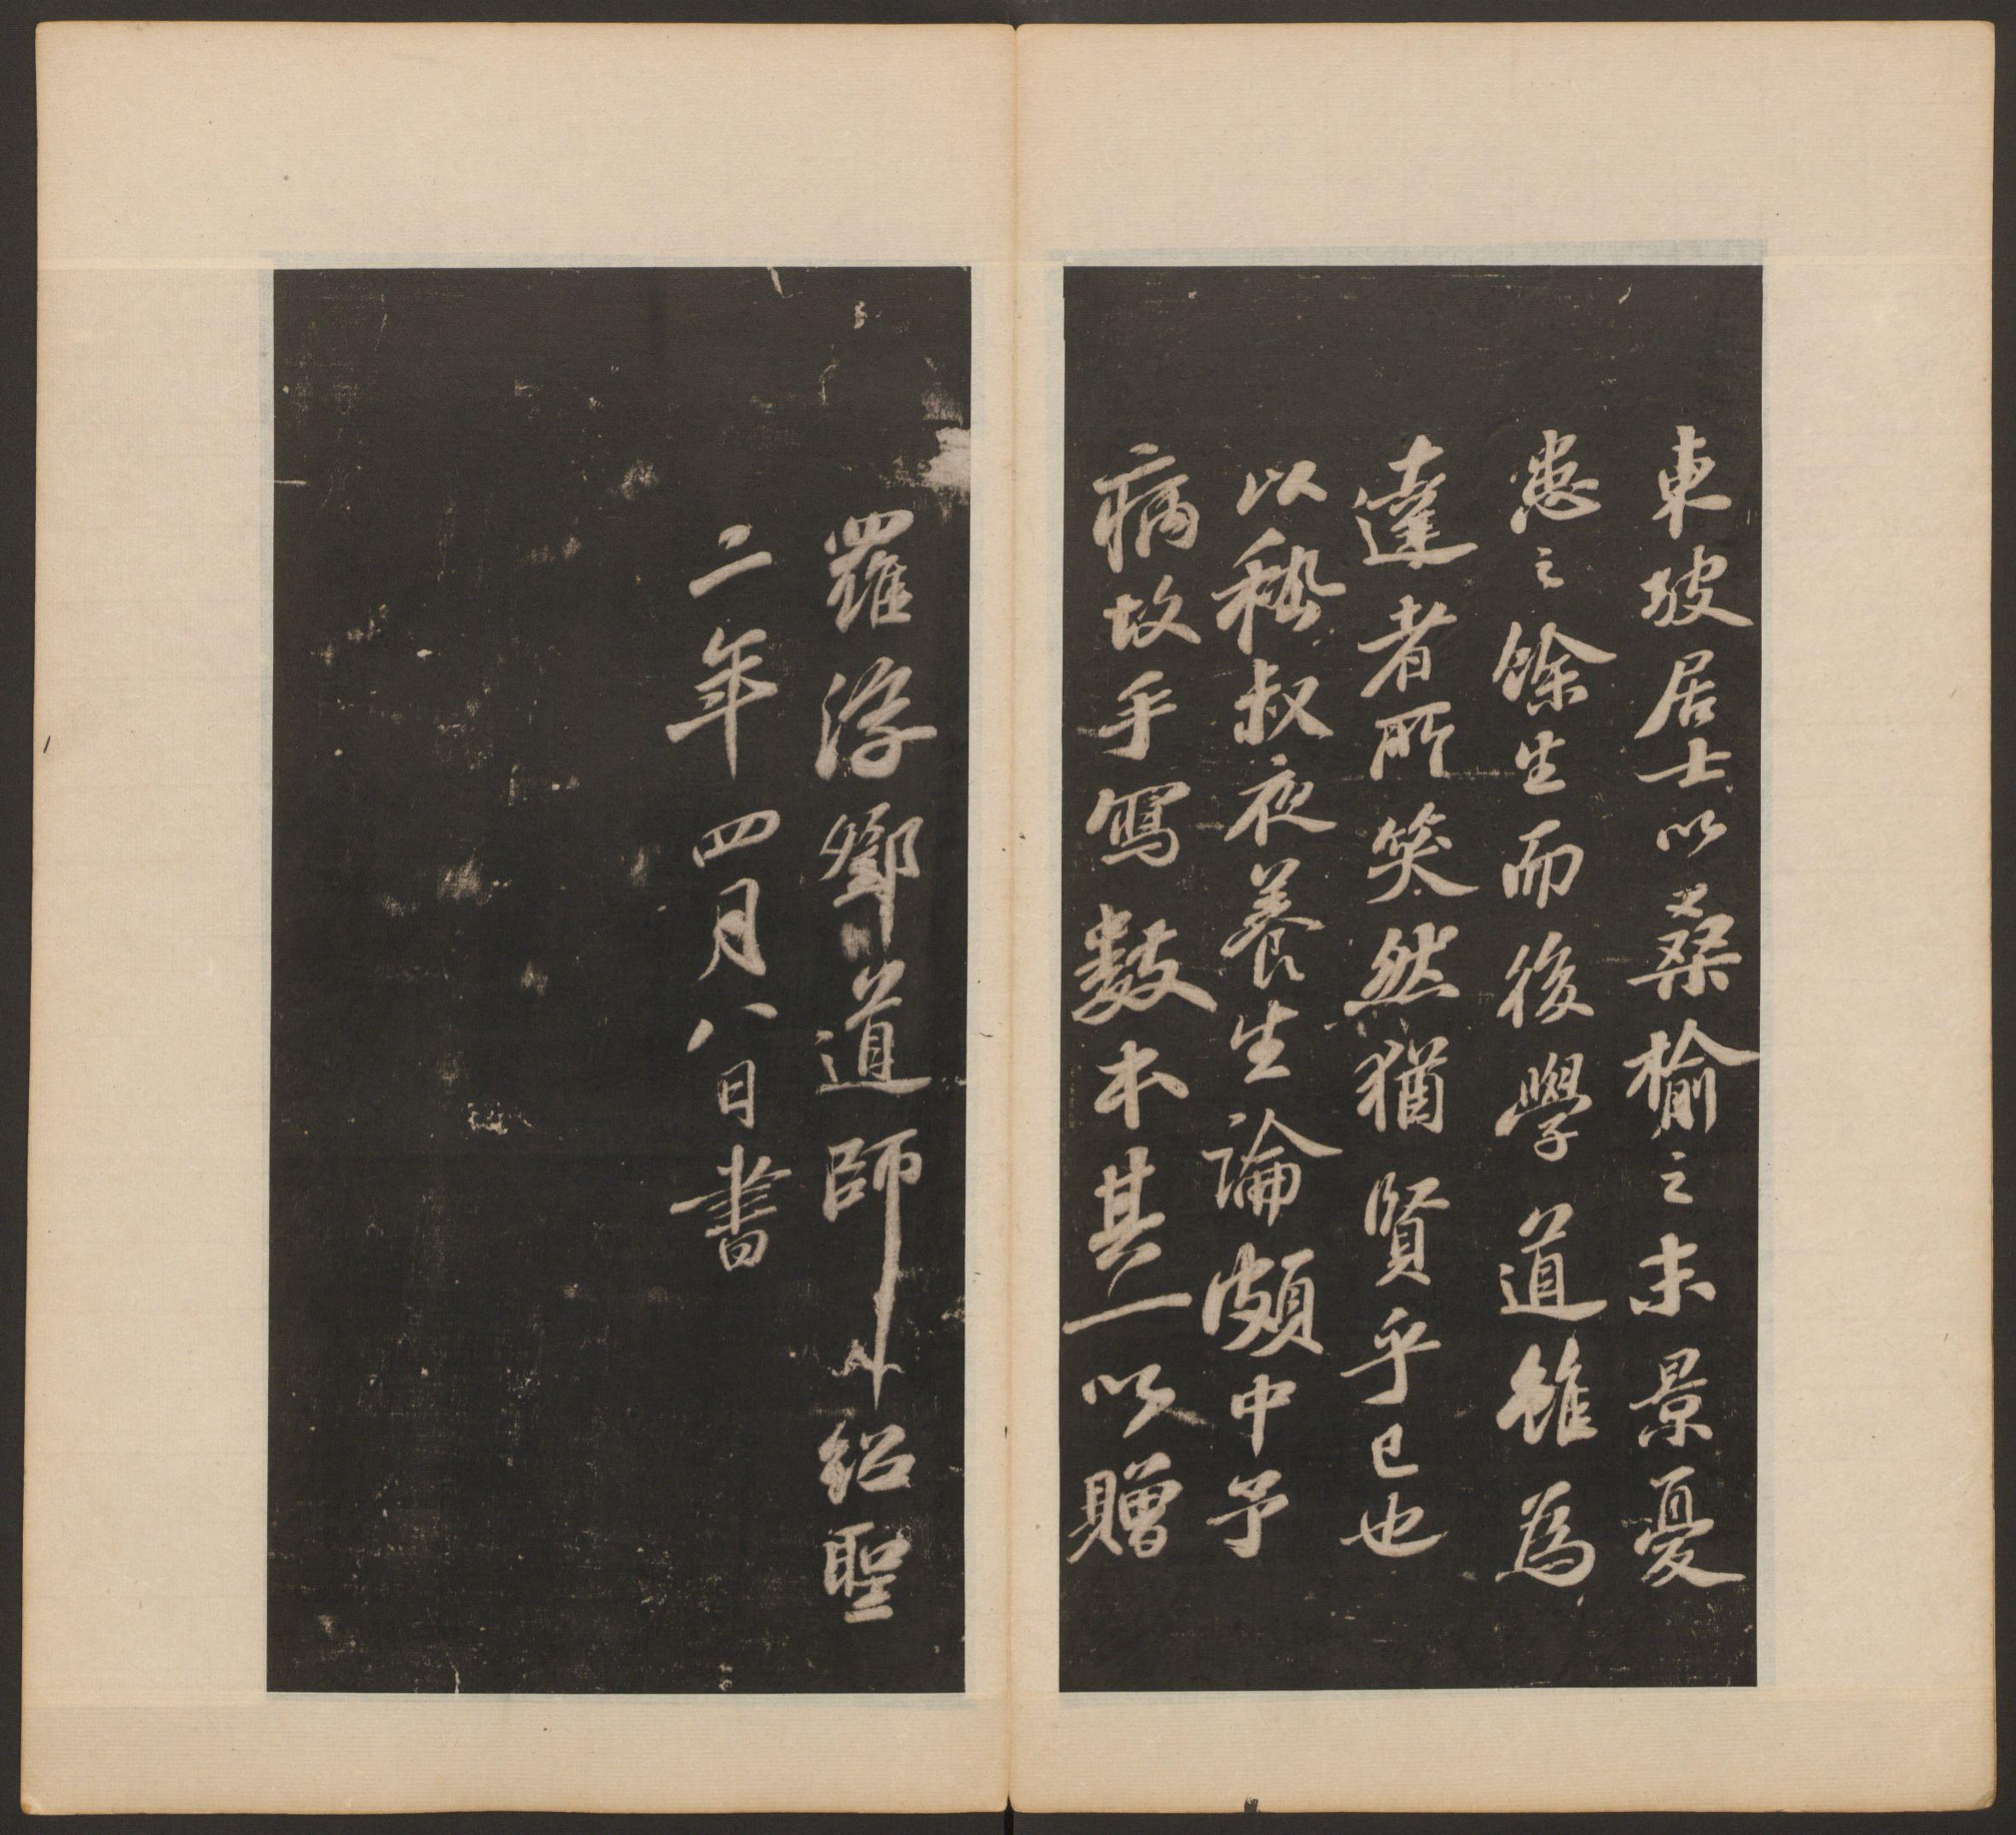 東坡居士以桑榆之末景憂
患之餘生而後學道雖為
達者所笑然猶賢乎已也
以嵇叔夜養生論頗中予
病故手寫數本其一以贈
羅浮鄧道師紹聖
二年四月八日書